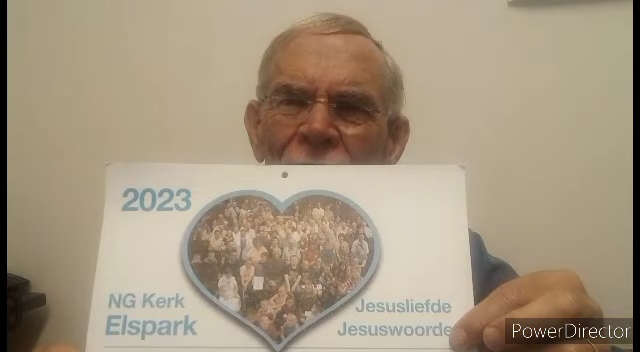 2023
NG Kerk
Elspark
Jesusliefde
Jesuswoorde
PowerDirector